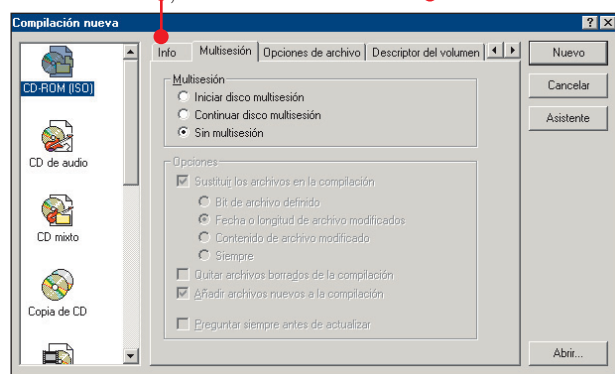 Compilación nueva
Info
Multisesión
Opciones de archivo
Descriptor del volumen
Nuevo
Cancelar
Asistente
CD-ROM (ISO)
CD de audio
CD mixto
Copia de CD
Multisesión
Iniciar disco multisesión
Continuar disco multisesión
Sin multisesión
Opciones
Sustituir los archivos en la compilación
Bit de archivo definido
Fecha o longitud de archivo modificados
Contenido de archivo modificado
Siempre
Quitar archivos borrados de la compilación
Añadir archivos nuevos a la compilación
Preguntar siempre antes de actualizar
Abrir...